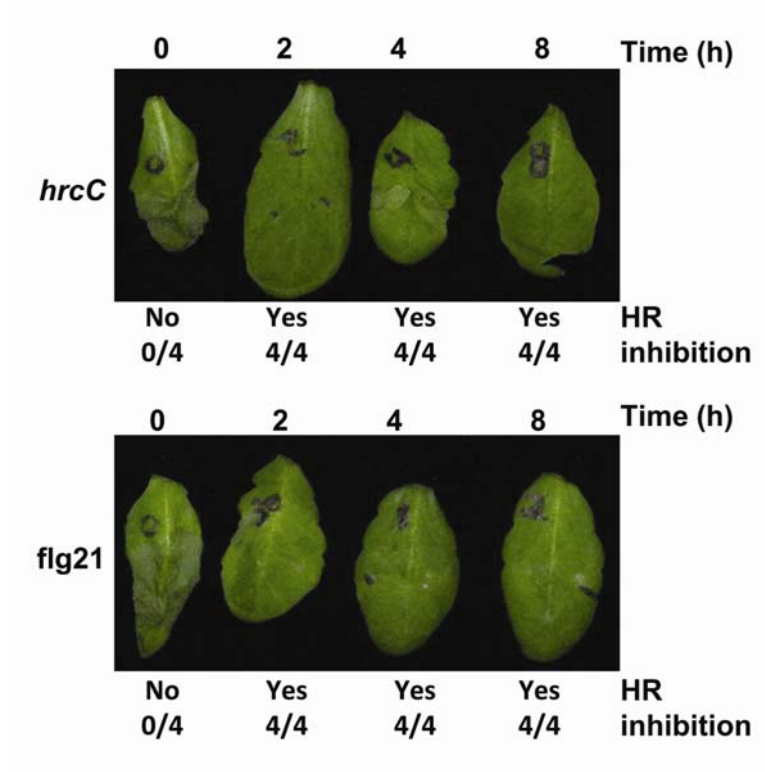 0 2 4 8 Time (h)
hrcC
No Yes Yes Yes HR
0/4 4/4 4/4 4/4 inhibition
0 2 4 8 Time (h)
flg21
No Yes Yes Yes HR
0/4 4/4 4/4 4/4 inhibition